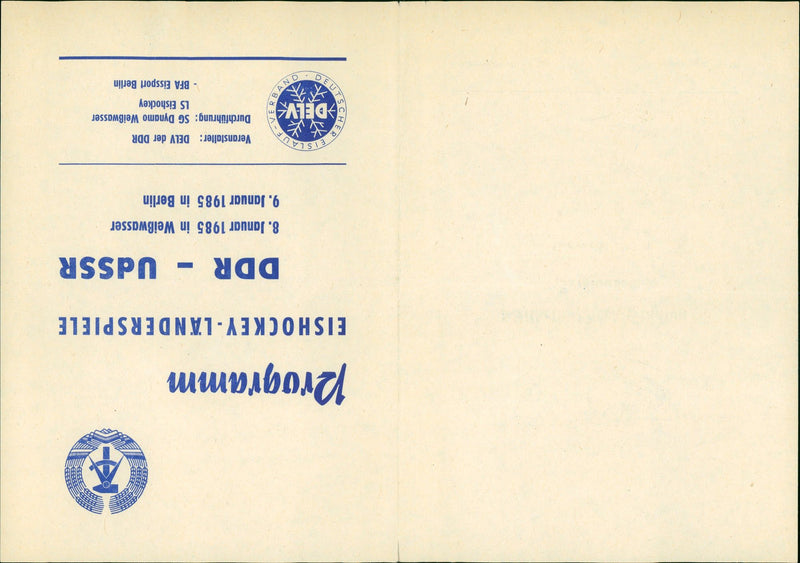 Programm
EISHOCKEY-LÄNDERSPIELE
DDR – UdSSR
8. Januar 1985 in Weißwasser
9. Januar 1985 in Berlin
Veranstalter: DELV der DDR
Durchführung: SG Dynamo Weißwasser
LS Eishockey
- BFA Eissport Berlin
DEUTSCHER EISLAUF-VERBAND
DELV